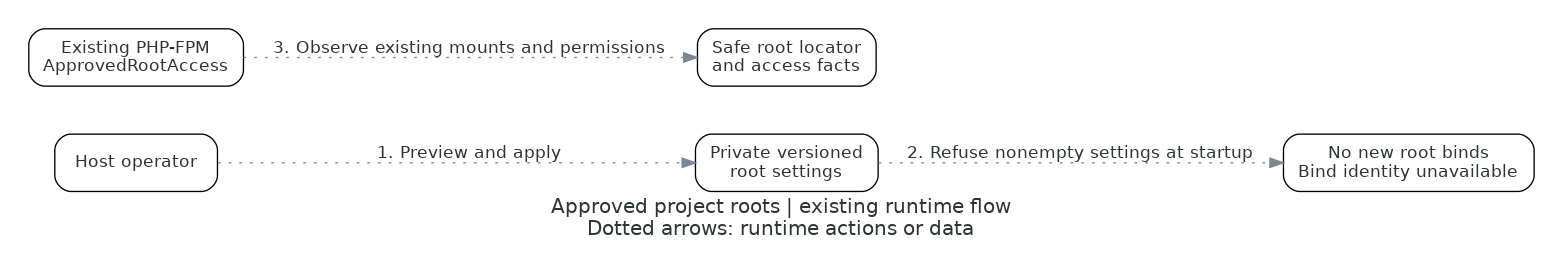 Existing PHP-FPM
ApprovedRootAccess
3. Observe existing mounts and permissions
Safe root locator
and access facts
Host operator
1. Preview and apply
Private versioned
root settings
2. Refuse nonempty settings at startup
No new root binds
Bind identity unavailable
Approved project roots | existing runtime flow
Dotted arrows: runtime actions or data